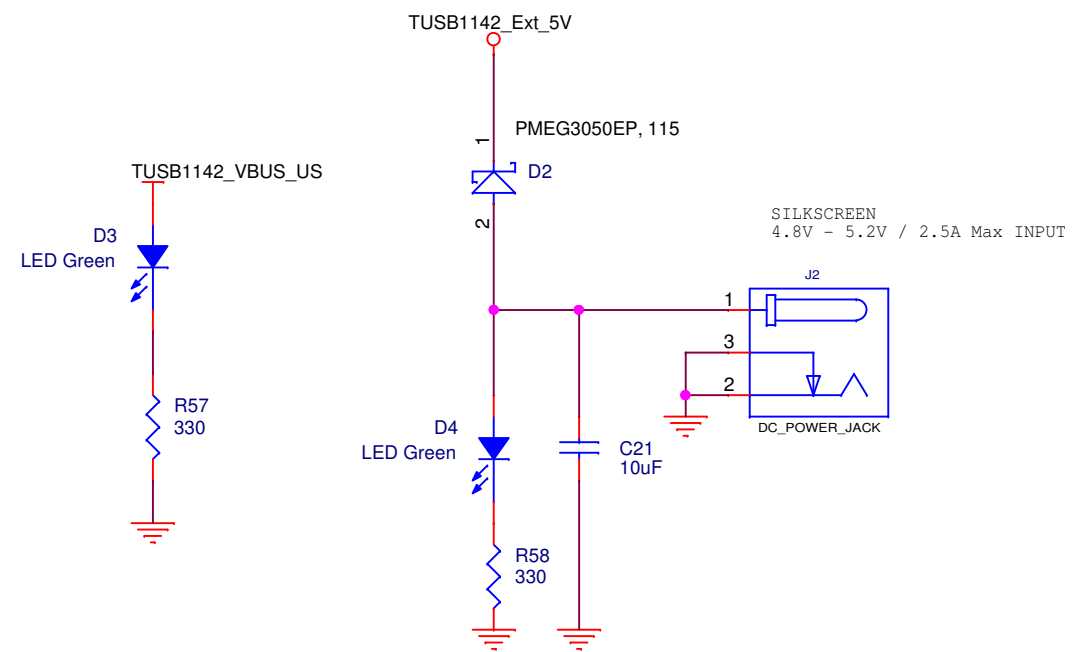 TUSB1142_Ext_5V
1
PMEG3050EP, 115
D2
2
TUSB1142_VBUS_US
D3
LED Green
R57
330
SILKSCREEN
4.8V - 5.2V / 2.5A Max INPUT
J2
1
3
2
DC_POWER_JACK
D4
LED Green
C21
10uF
R58
330